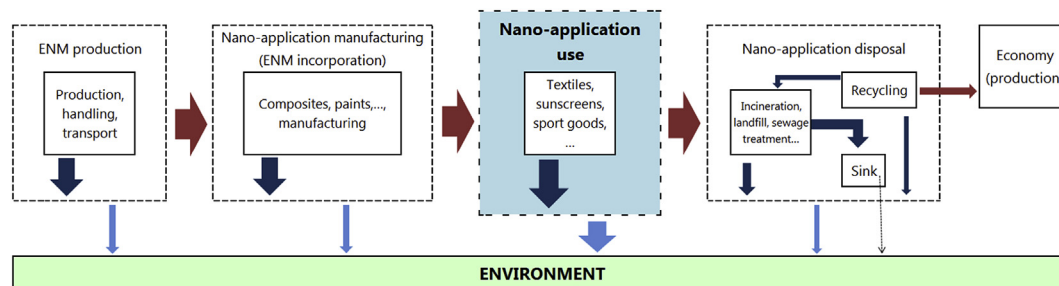 ENM production
Production,
handling,
transport
Nano-application manufacturing
(ENM incorporation)
Composites, paints,...,
manufacturing
Nano-application
use
Textiles,
sunscreens,
sport goods,
...
Nano-application disposal
Recycling
Incineration,
landfill, sewage
treatment...
Sink
Economy
(production
ENVIRONMENT